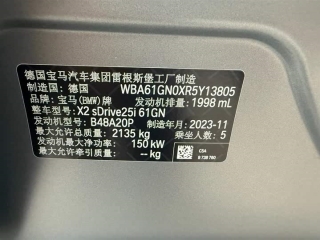 德国宝马汽车集团雷根斯堡工厂制造
制造国：德国 WBA61GN0XR5Y13805
品牌：宝马(BMW)牌 发动机排量：1998 mL
整车型号：X2 sDrive25i 61GN
发动机型号：B48A20P 制造年月：2023-11
最大允许总质量：2135 kg 乘坐人数：5
发动机最大净功率：150 kW
最大允许牵引质量：-- kg